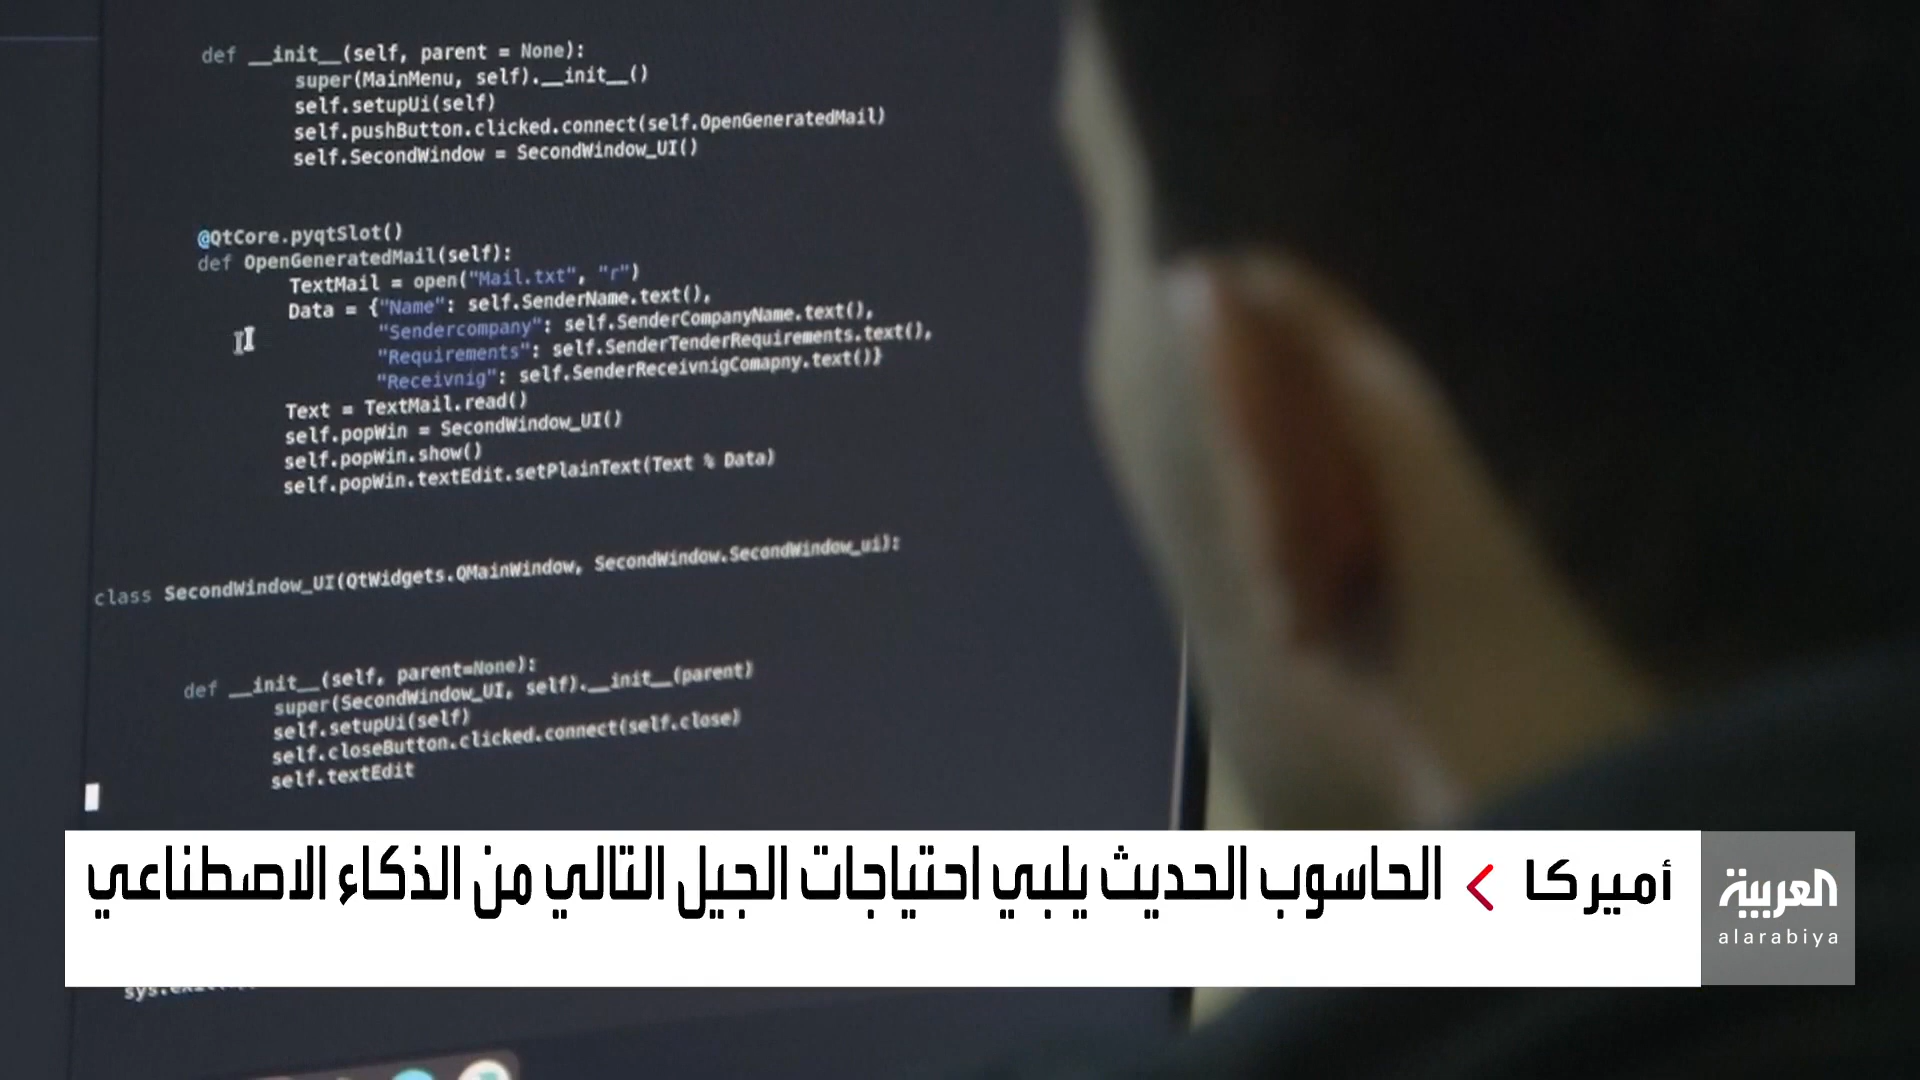 def __init__(self, parent = None):
super(MainMenu, self).__init__()
self.setupUi(self)
self.pushButton.clicked.connect(self.OpenGeneratedMail)
self.SecondWindow = SecondWindow_UI()
@QtCore.pyqtSlot()
def OpenGeneratedMail(self):
TextMail = open("Mail.txt", "r")
Data = {"Name": self.SenderName.text(),
"Sendercompany": self.SenderCompanyName.text(),
"Requirements": self.SenderTenderRequirements.text(),
"Receivnig": self.SenderReceivnigComapny.text()}
Text = TextMail.read()
self.popWin = SecondWindow_UI()
self.popWin.show()
self.popWin.textEdit.setPlainText(Text % Data)
class SecondWindow_UI(QtWidgets.QMainWindow, SecondWindow.SecondWindow_ui):
def __init__(self, parent=None):
super(SecondWindow_UI, self).__init__(parent)
self.setupUi(self)
self.closeButton.clicked.connect(self.close)
self.textEdit
أميركا > الحاسوب الحديث يلبي احتياجات الجيل التالي من الذكاء الاصطناعي
العربية
alarabiya